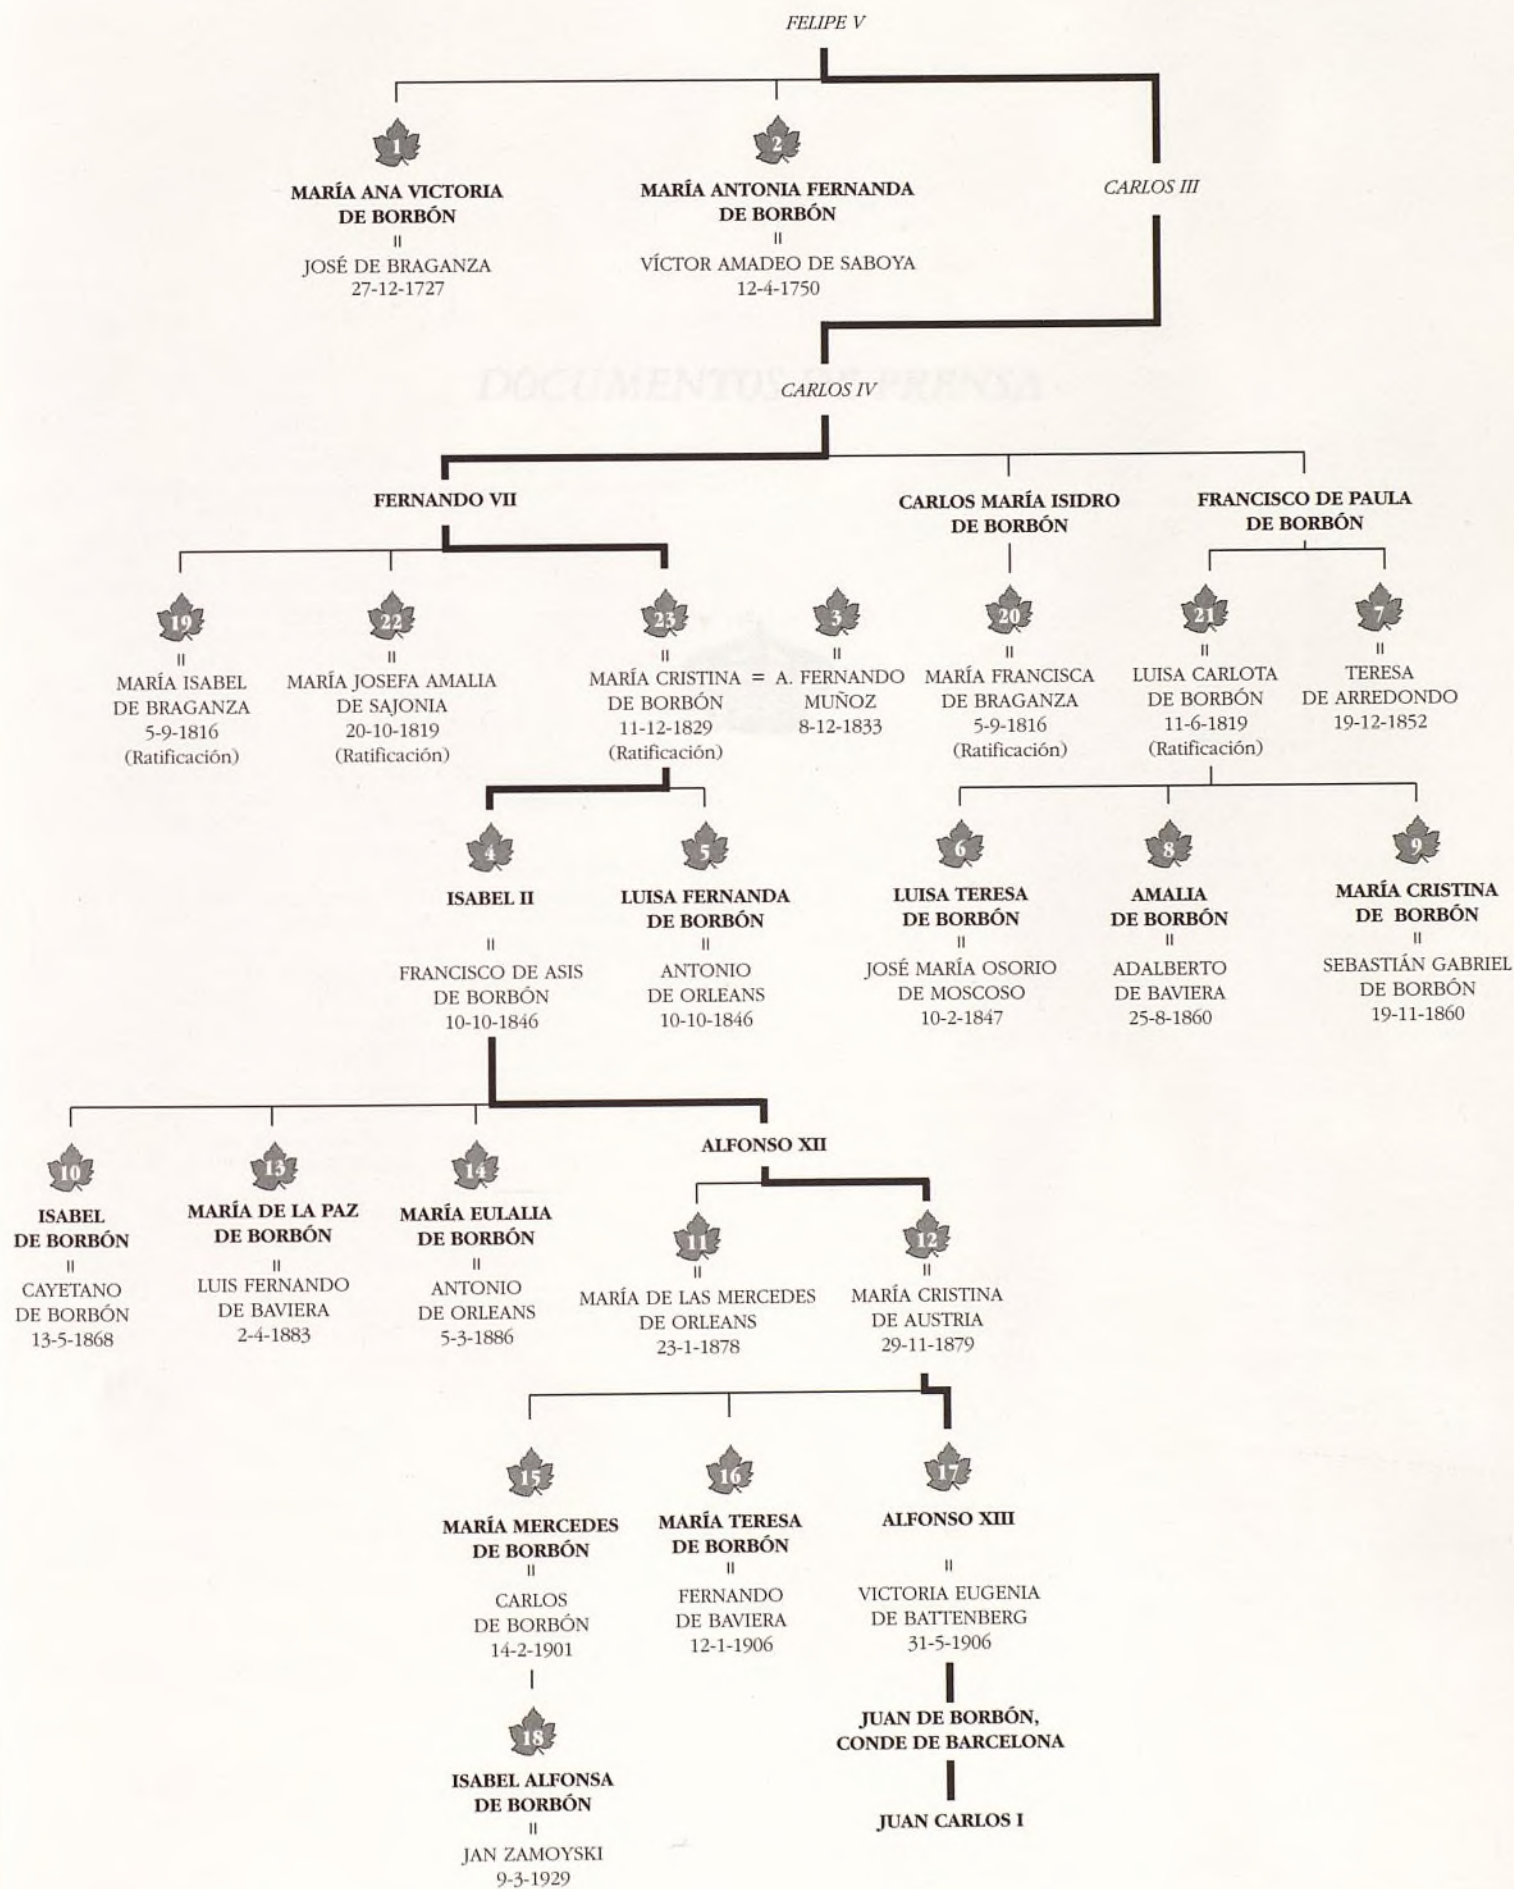 FELIPE V
1
MARÍA ANA VICTORIA
DE BORBÓN
=
JOSÉ DE BRAGANZA
27-12-1727
2
MARÍA ANTONIA FERNANDA
DE BORBÓN
=
VÍCTOR AMADEO DE SABOYA
12-4-1750
CARLOS III
DOCUMENTOS DE PRENSA
CARLOS IV
FERNANDO VII
CARLOS MARÍA ISIDRO
DE BORBÓN
FRANCISCO DE PAULA
DE BORBÓN
19
=
MARÍA ISABEL
DE BRAGANZA
5-9-1816
(Ratificación)
22
=
MARÍA JOSEFA AMALIA
DE SAJONIA
20-10-1819
(Ratificación)
23
=
MARÍA CRISTINA =
DE BORBÓN
11-12-1829
(Ratificación)
3
=
A. FERNANDO
MUÑOZ
8-12-1833
20
=
MARÍA FRANCISCA
DE BRAGANZA
5-9-1816
(Ratificación)
21
=
LUISA CARLOTA
DE BORBÓN
11-6-1819
(Ratificación)
7
=
TERESA
DE ARREDONDO
19-12-1852
4
ISABEL II
=
FRANCISCO DE ASIS
DE BORBÓN
10-10-1846
5
LUISA FERNANDA
DE BORBÓN
=
ANTONIO
DE ORLEANS
10-10-1846
6
LUISA TERESA
DE BORBÓN
=
JOSÉ MARÍA OSORIO
DE MOSCOSO
10-2-1847
8
AMALIA
DE BORBÓN
=
ADALBERTO
DE BAVIERA
25-8-1860
9
MARÍA CRISTINA
DE BORBÓN
=
SEBASTIÁN GABRIEL
DE BORBÓN
19-11-1860
10
ISABEL
DE BORBÓN
=
CAYETANO
DE BORBÓN
13-5-1868
13
MARÍA DE LA PAZ
DE BORBÓN
=
LUIS FERNANDO
DE BAVIERA
2-4-1883
14
MARÍA EULALIA
DE BORBÓN
=
ANTONIO
DE ORLEANS
5-3-1886
ALFONSO XII
11
=
MARÍA DE LAS MERCEDES
DE ORLEANS
23-1-1878
12
=
MARÍA CRISTINA
DE AUSTRIA
29-11-1879
15
MARÍA MERCEDES
DE BORBÓN
=
CARLOS
DE BORBÓN
14-2-1901
16
MARÍA TERESA
DE BORBÓN
=
FERNANDO
DE BAVIERA
12-1-1906
17
ALFONSO XIII
=
VICTORIA EUGENIA
DE BATTENBERG
31-5-1906
18
ISABEL ALFONSA
DE BORBÓN
=
JAN ZAMOYSKI
9-3-1929
JUAN DE BORBÓN,
CONDE DE BARCELONA
JUAN CARLOS I